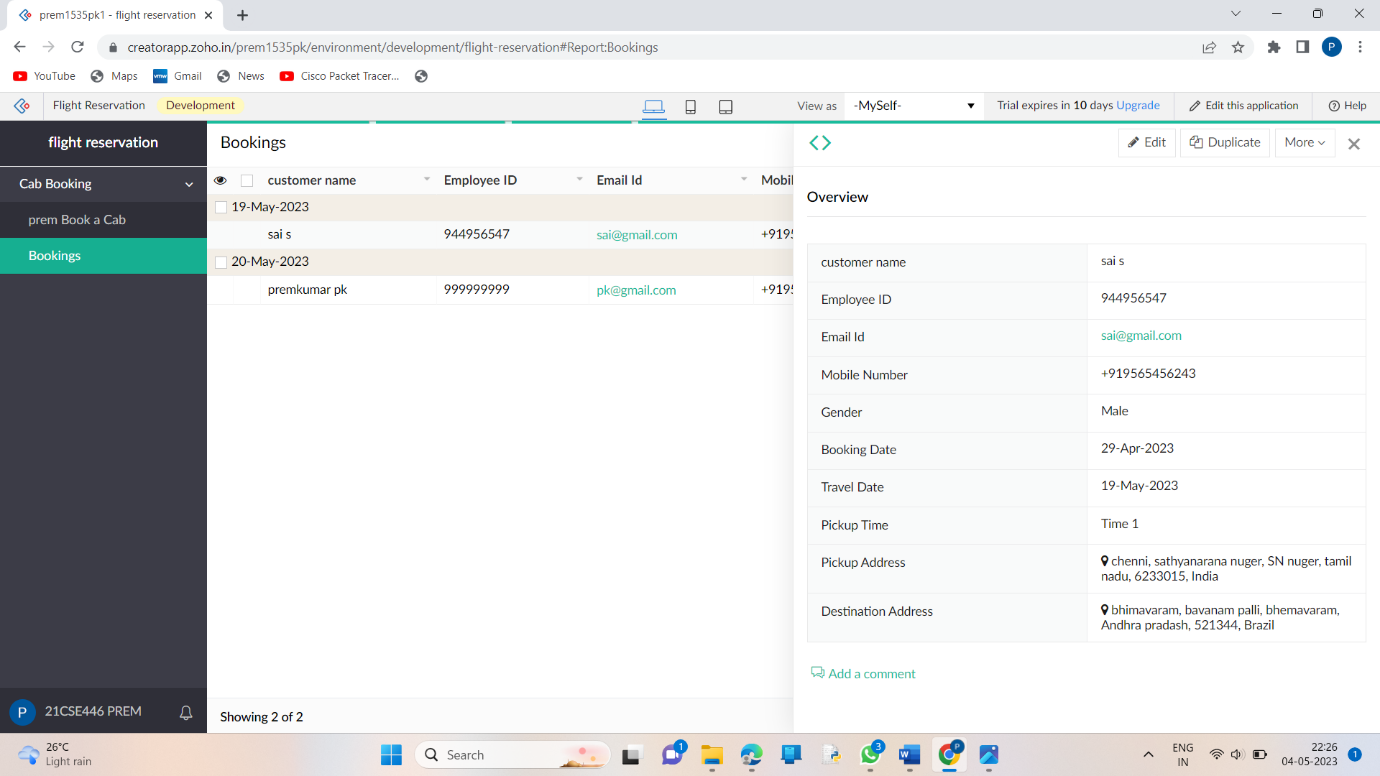 prem1535pk1 - flight reservation
creatorapp.zoho.in/prem1535pk/environment/development/flight-reservation#Report:Bookings
P
YouTube Maps Gmail News Cisco Packet Tracer...
Flight Reservation Development View as -MySelf- Trial expires in 10 days Upgrade Edit this application Help
flight reservation
Cab Booking
prem Book a Cab
Bookings
21CSE446 PREM
P
Bookings
customer name Employee ID Email Id Mobil
19-May-2023
sai s 944956547 sai@gmail.com +919
20-May-2023
premkumar pk 999999999 pk@gmail.com +919
Showing 2 of 2
Edit Duplicate More
Overview
customer name sai s
Employee ID 944956547
Email Id sai@gmail.com
Mobile Number +919565456243
Gender Male
Booking Date 29-Apr-2023
Travel Date 19-May-2023
Pickup Time Time 1
Pickup Address chenni, sathyanarana nuger, SN nuger, tamil
nadu, 6233015, India
Destination Address bhimavaram, bavanam palli, bhemavaram,
Andhra pradesh, 521344, Brazil
Add a comment
26°C
Light rain
Search
1
3
P
ENG
IN
22:26
04-05-2023
1